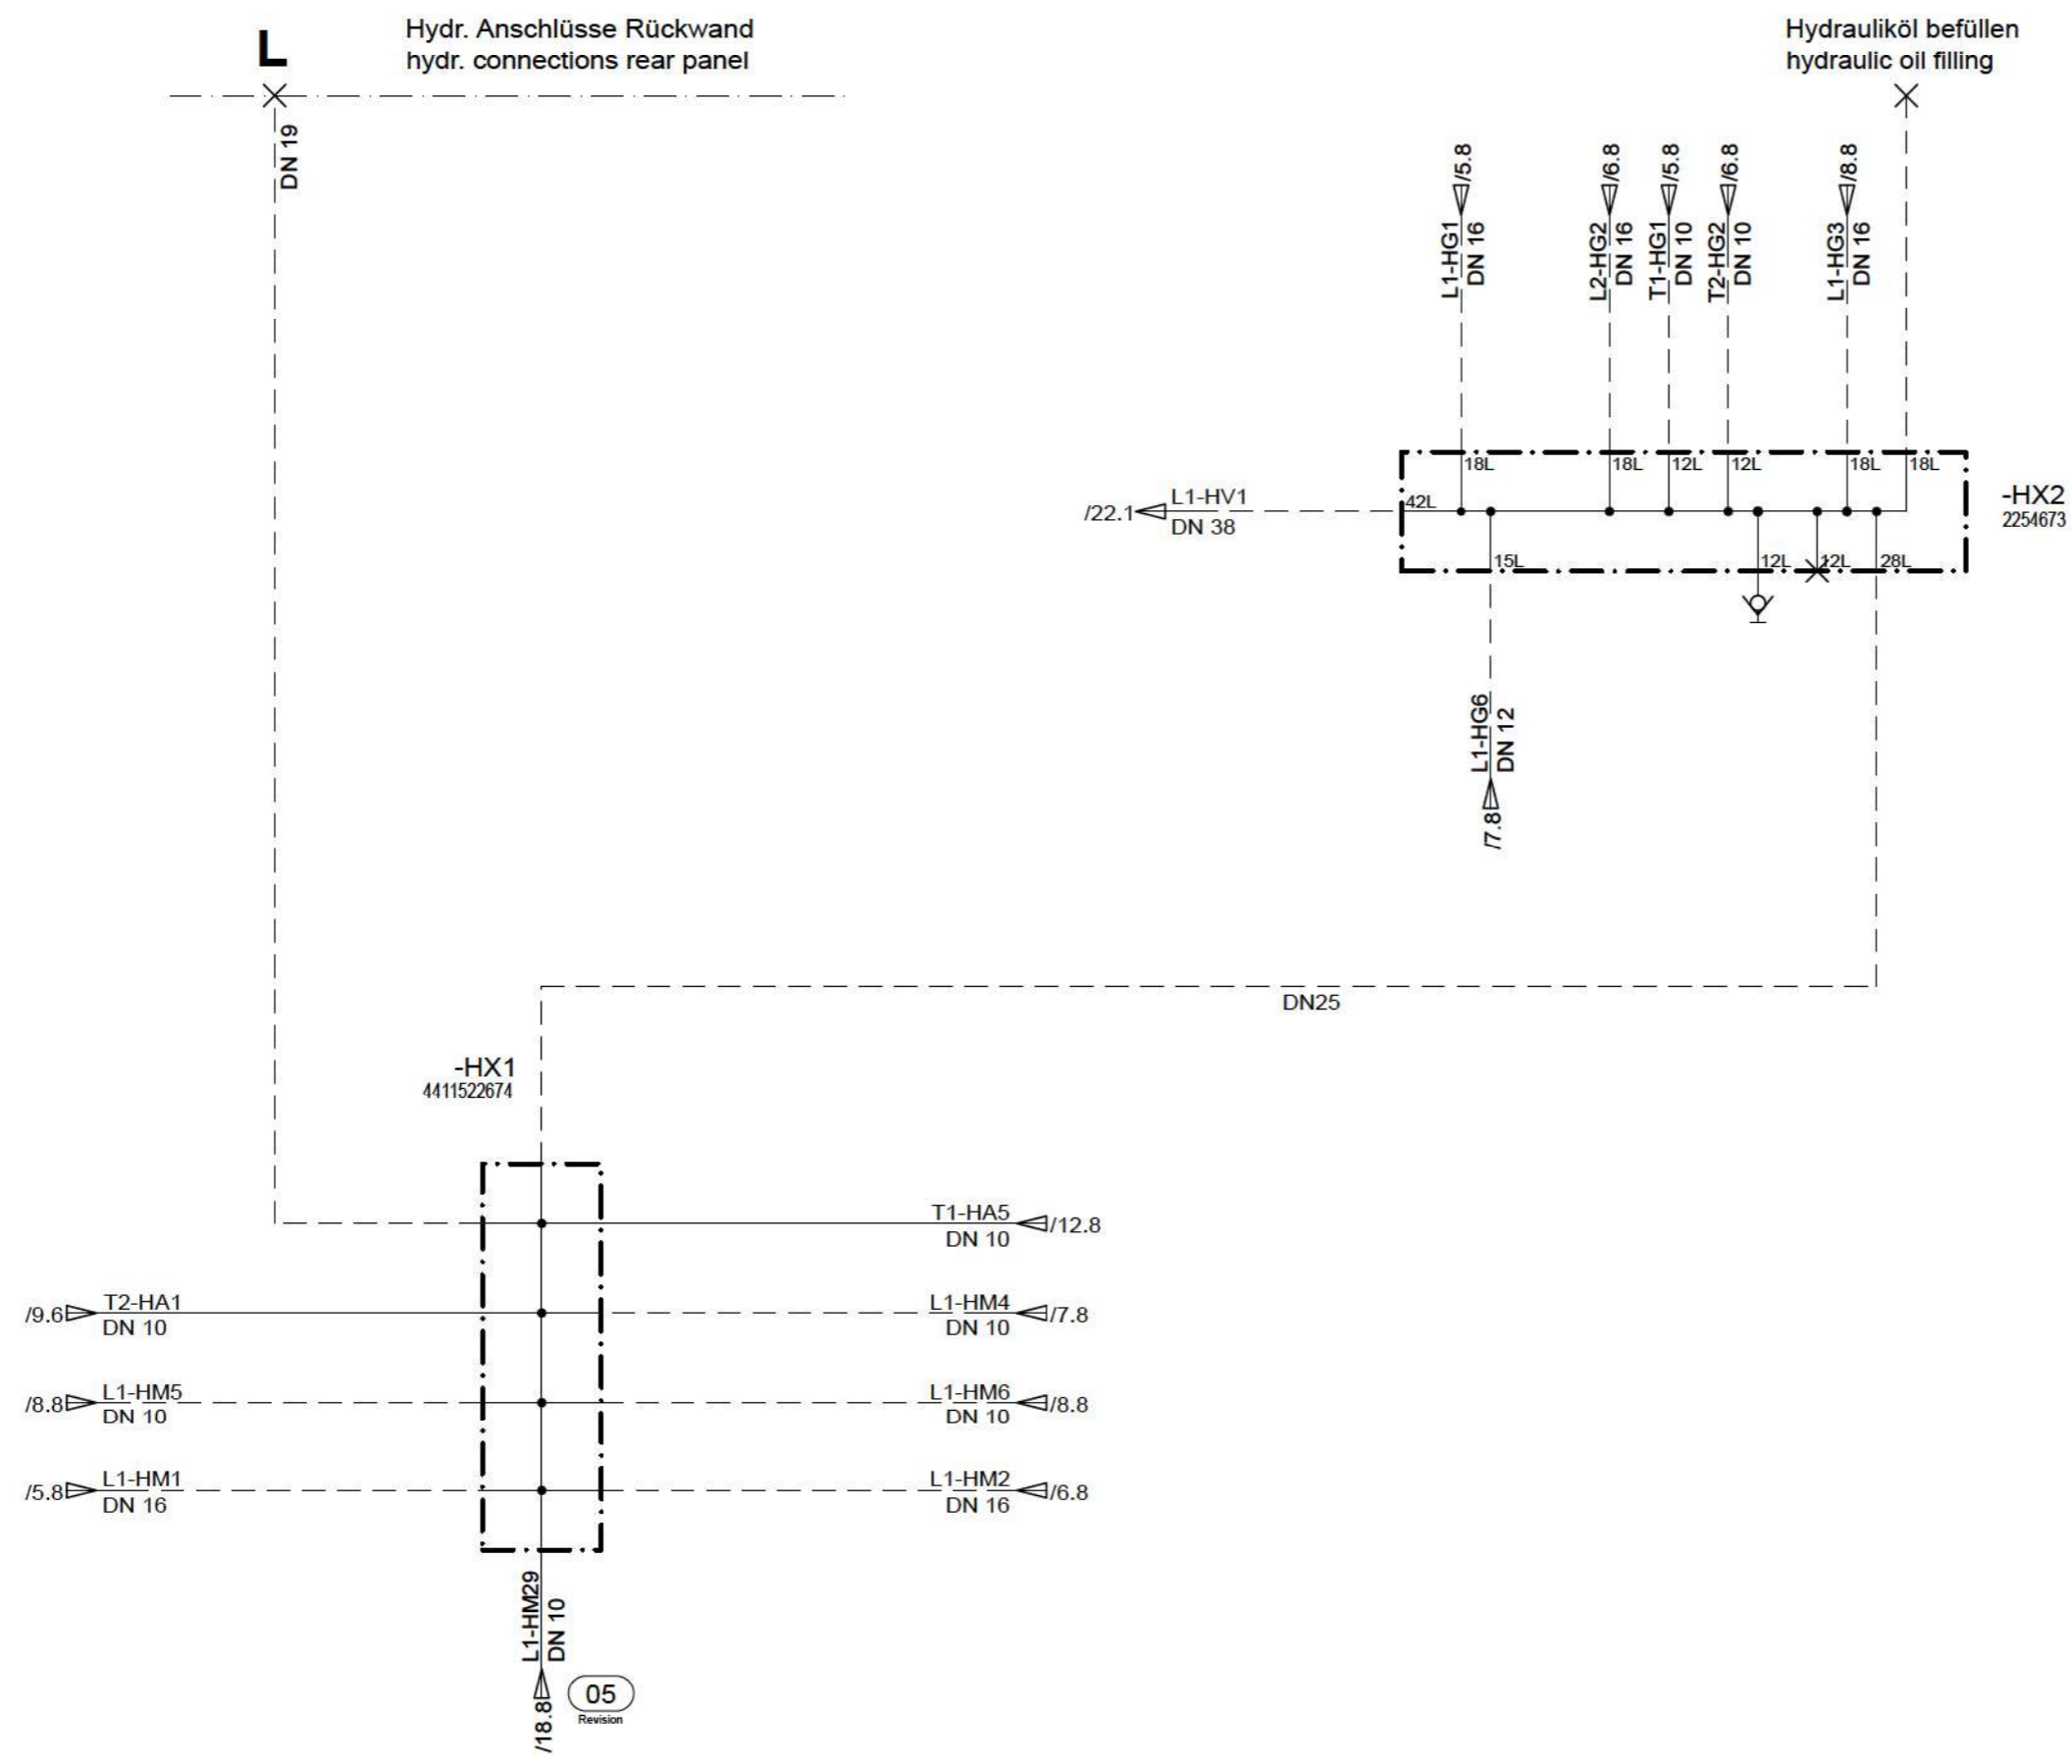 L
Hydr. Anschlüsse Rückwand
hydr. connections rear panel
Hydrauliköl befüllen
hydraulic oil filling
DN 19
/5.8
L1-HG1
DN 16
/6.8
L2-HG2
DN 16
/5.8
T1-HG1
DN 10
/6.8
T2-HG2
DN 10
/8.8
L1-HG3
DN 16
18L
18L
12L
12L
18L
18L
/22.1
L1-HV1
DN 38
42L
-HX2
2254673
15L
12L
12L
28L
L1-HG6
DN 12
/7.8
DN25
-HX1
4411522674
T1-HA5
DN 10
/12.8
/9.6
T2-HA1
DN 10
L1-HM4
DN 10
/7.8
/8.8
L1-HM5
DN 10
L1-HM6
DN 10
/8.8
/5.8
L1-HM1
DN 16
L1-HM2
DN 16
/6.8
L1-HM29
DN 10
/18.8
05
Revision